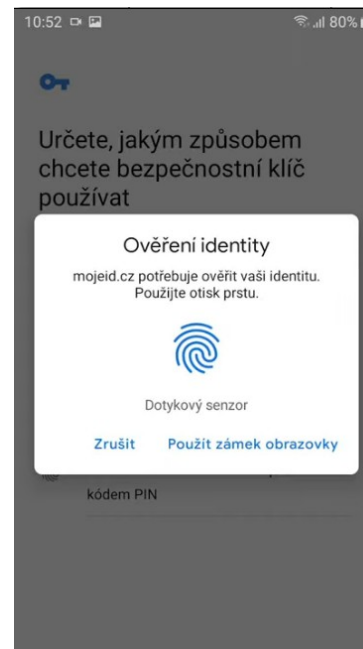 10:52
80%
Určete, jakým způsobem
chcete bezpečnostní klíč
používat
Ověření identity
mojeid.cz potřebuje ověřit vaši identitu.
Použijte otisk prstu.
Dotykový senzor
Zrušit Použít zámek obrazovky
kódem PIN